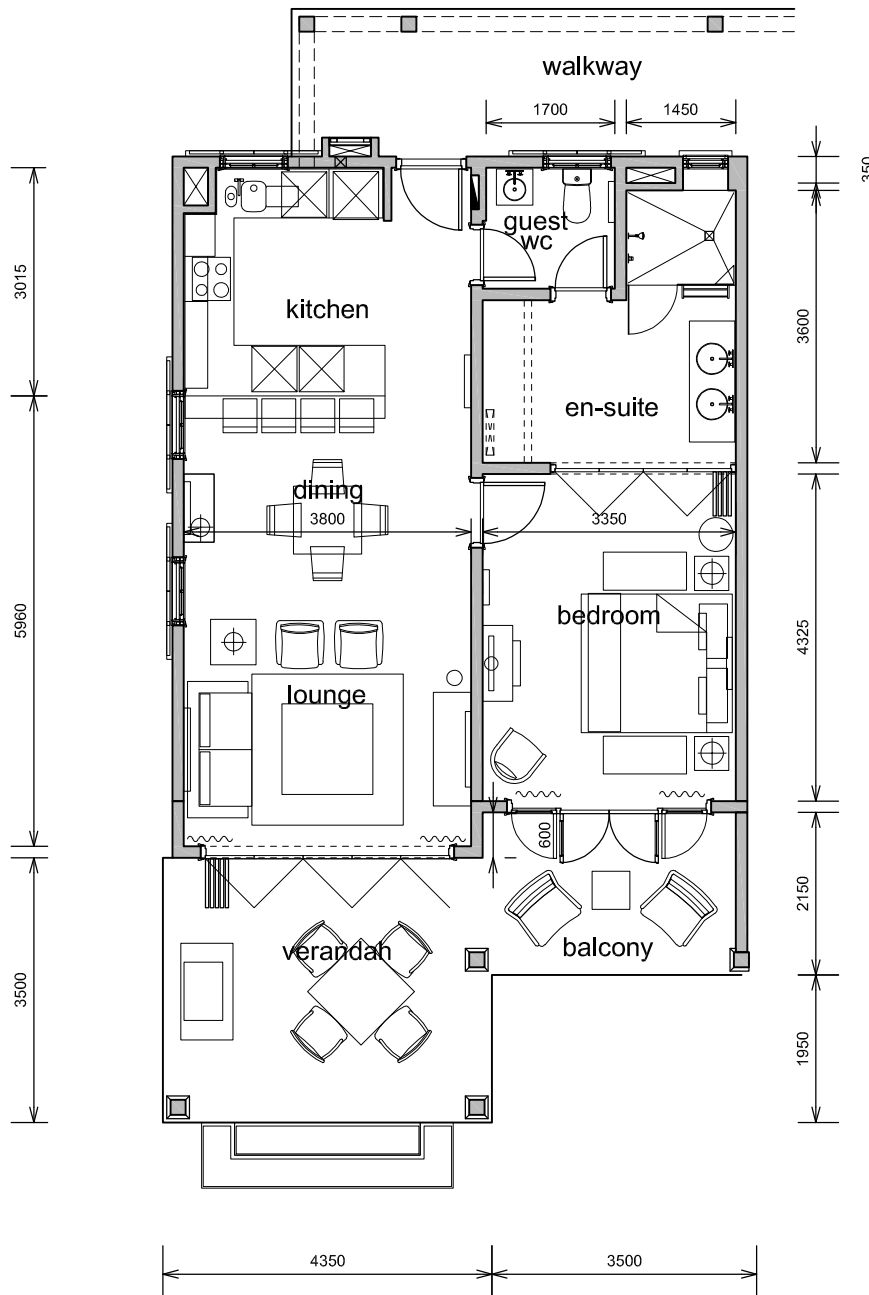 walkway
1700
1450
350
guest
wc
3015
3600
kitchen
en-suite
dining
3800
3350
5960
bedroom
4325
lounge
600
2150
verandah
balcony
3500
1950
4350
3500